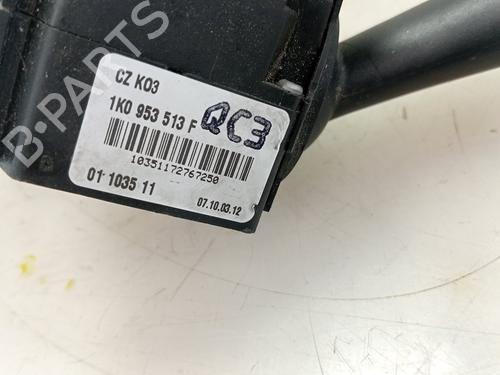 CZ K03
1K0 953 513 F QC3
10351172767250
01 1035 11
07.10.03.12
B-PARTS